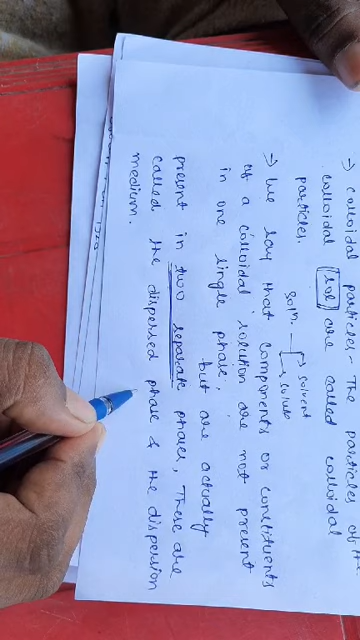 → Colloidal particles - The particles of the
colloidal sol are called colloidal
particles.
Soln. → solvent
→ solute
→ We say that components or constituents
of a colloidal solution are not present
in one single phase, but are actually
present in two separate phases, These are
called the dispersed phase & the dispersion
medium.